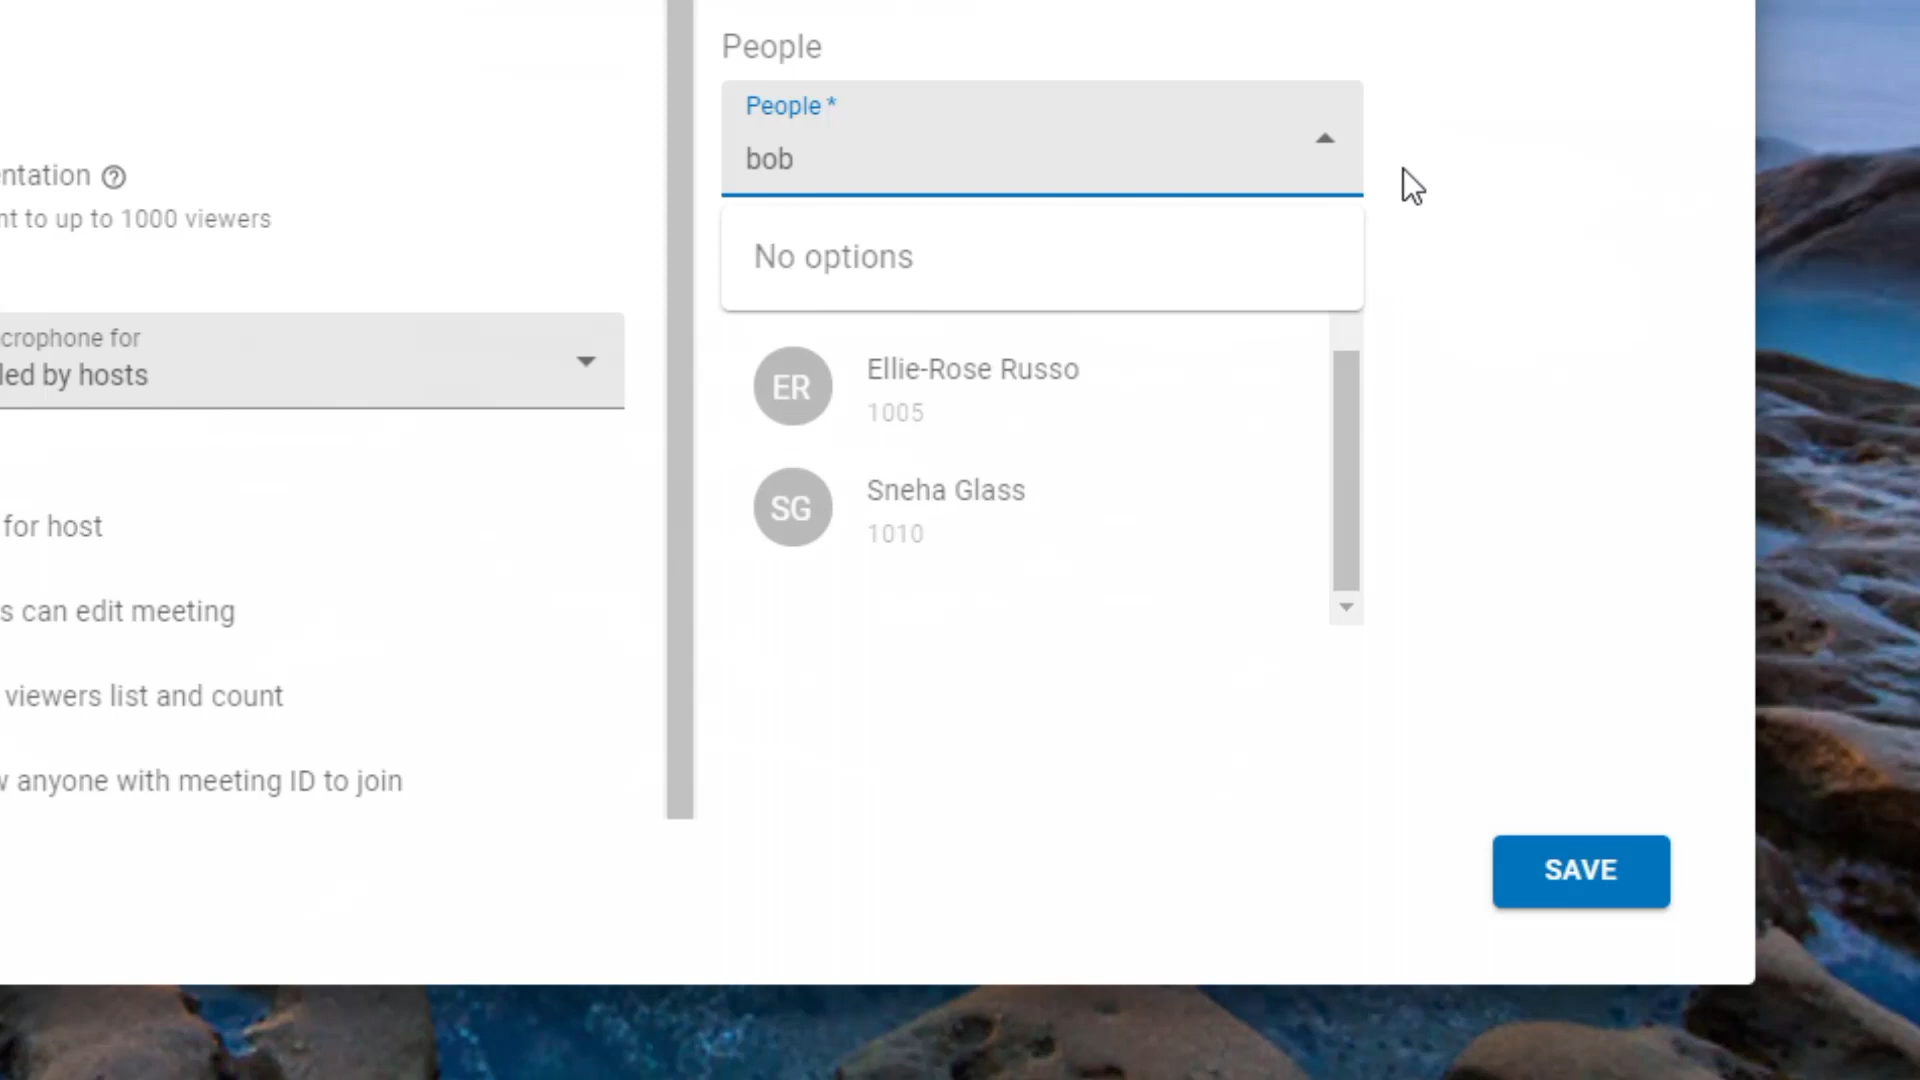 ntation
nt to up to 1000 viewers
crophone for
led by hosts
for host
s can edit meeting
viewers list and count
w anyone with meeting ID to join
People
People *
bob
No options
ER
Ellie-Rose Russo
1005
SG
Sneha Glass
1010
SAVE